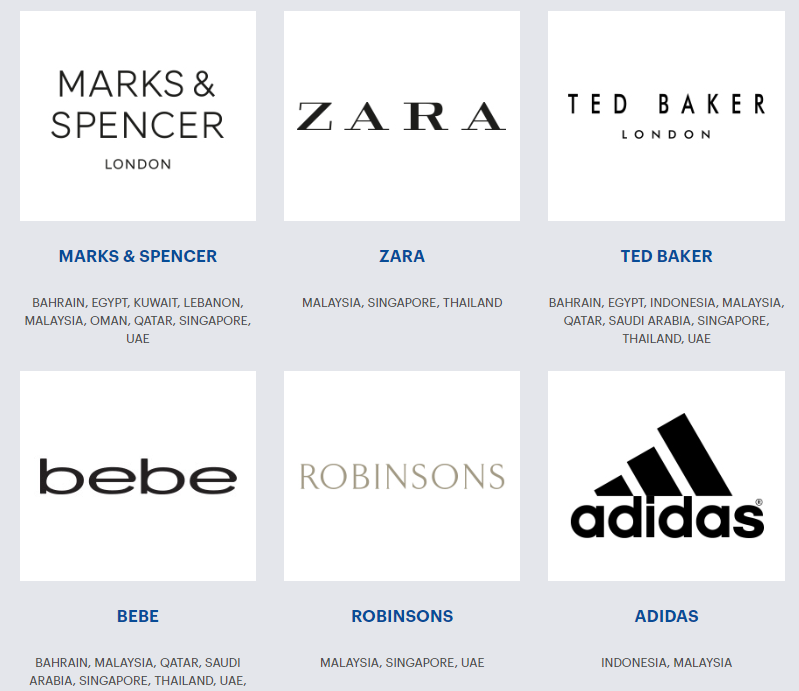 MARKS &
SPENCER
LONDON
ZARA
TED BAKER
LONDON
MARKS & SPENCER
ZARA
TED BAKER
BAHRAIN, EGYPT, KUWAIT, LEBANON,
MALAYSIA, OMAN, QATAR, SINGAPORE,
UAE
MALAYSIA, SINGAPORE, THAILAND
BAHRAIN, EGYPT, INDONESIA, MALAYSIA,
QATAR, SAUDI ARABIA, SINGAPORE,
THAILAND, UAE
bebe
ROBINSONS
adidas®
BEBE
ROBINSONS
ADIDAS
BAHRAIN, MALAYSIA, QATAR, SAUDI
ARABIA, SINGAPORE, THAILAND, UAE,
MALAYSIA, SINGAPORE, UAE
INDONESIA, MALAYSIA